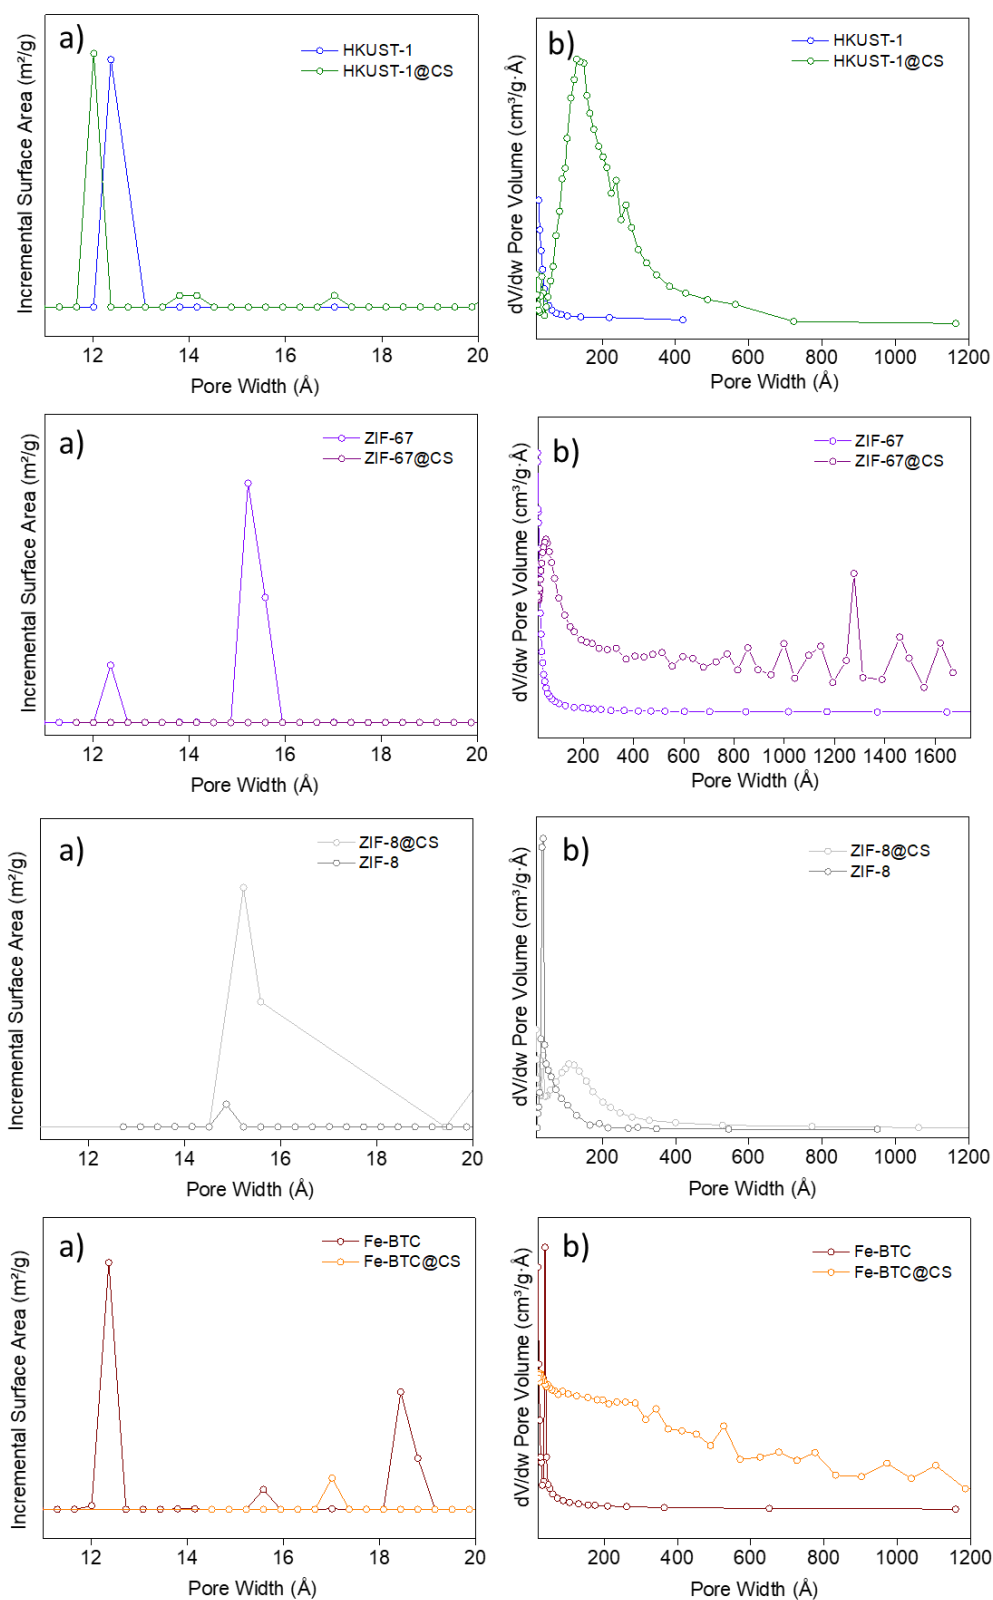 a)
HKUST-1
HKUST-1@CS
Incremental Surface Area (m²/g)
12 14 16 18 20
Pore Width (Å)
b)
HKUST-1
HKUST-1@CS
dV/dw Pore Volume (cm³/g·Å)
200 400 600 800 1000 1200
Pore Width (Å)
a)
ZIF-67
ZIF-67@CS
Incremental Surface Area (m²/g)
12 14 16 18 20
Pore Width (Å)
b)
ZIF-67
ZIF-67@CS
dV/dw Pore Volume (cm³/g·Å)
200 400 600 800 1000 1200 1400 1600
Pore Width (Å)
a)
ZIF-8@CS
ZIF-8
Incremental Surface Area (m²/g)
12 14 16 18 20
Pore Width (Å)
b)
ZIF-8@CS
ZIF-8
dV/dw Pore Volume (cm³/g·Å)
200 400 600 800 1000 1200
Pore Width (Å)
a)
Fe-BTC
Fe-BTC@CS
Incremental Surface Area (m²/g)
12 14 16 18 20
Pore Width (Å)
b)
Fe-BTC
Fe-BTC@CS
dV/dw Pore Volume (cm³/g·Å)
200 400 600 800 1000 1200
Pore Width (Å)